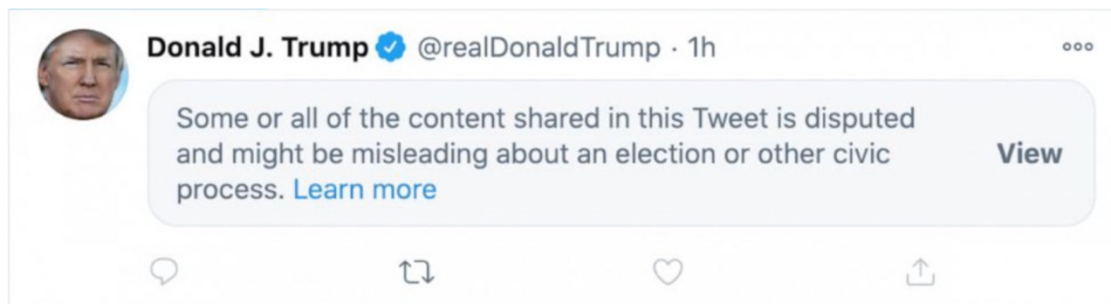 Donald J. Trump @realDonaldTrump · 1h
Some or all of the content shared in this Tweet is disputed
and might be misleading about an election or other civic
process. Learn more
View